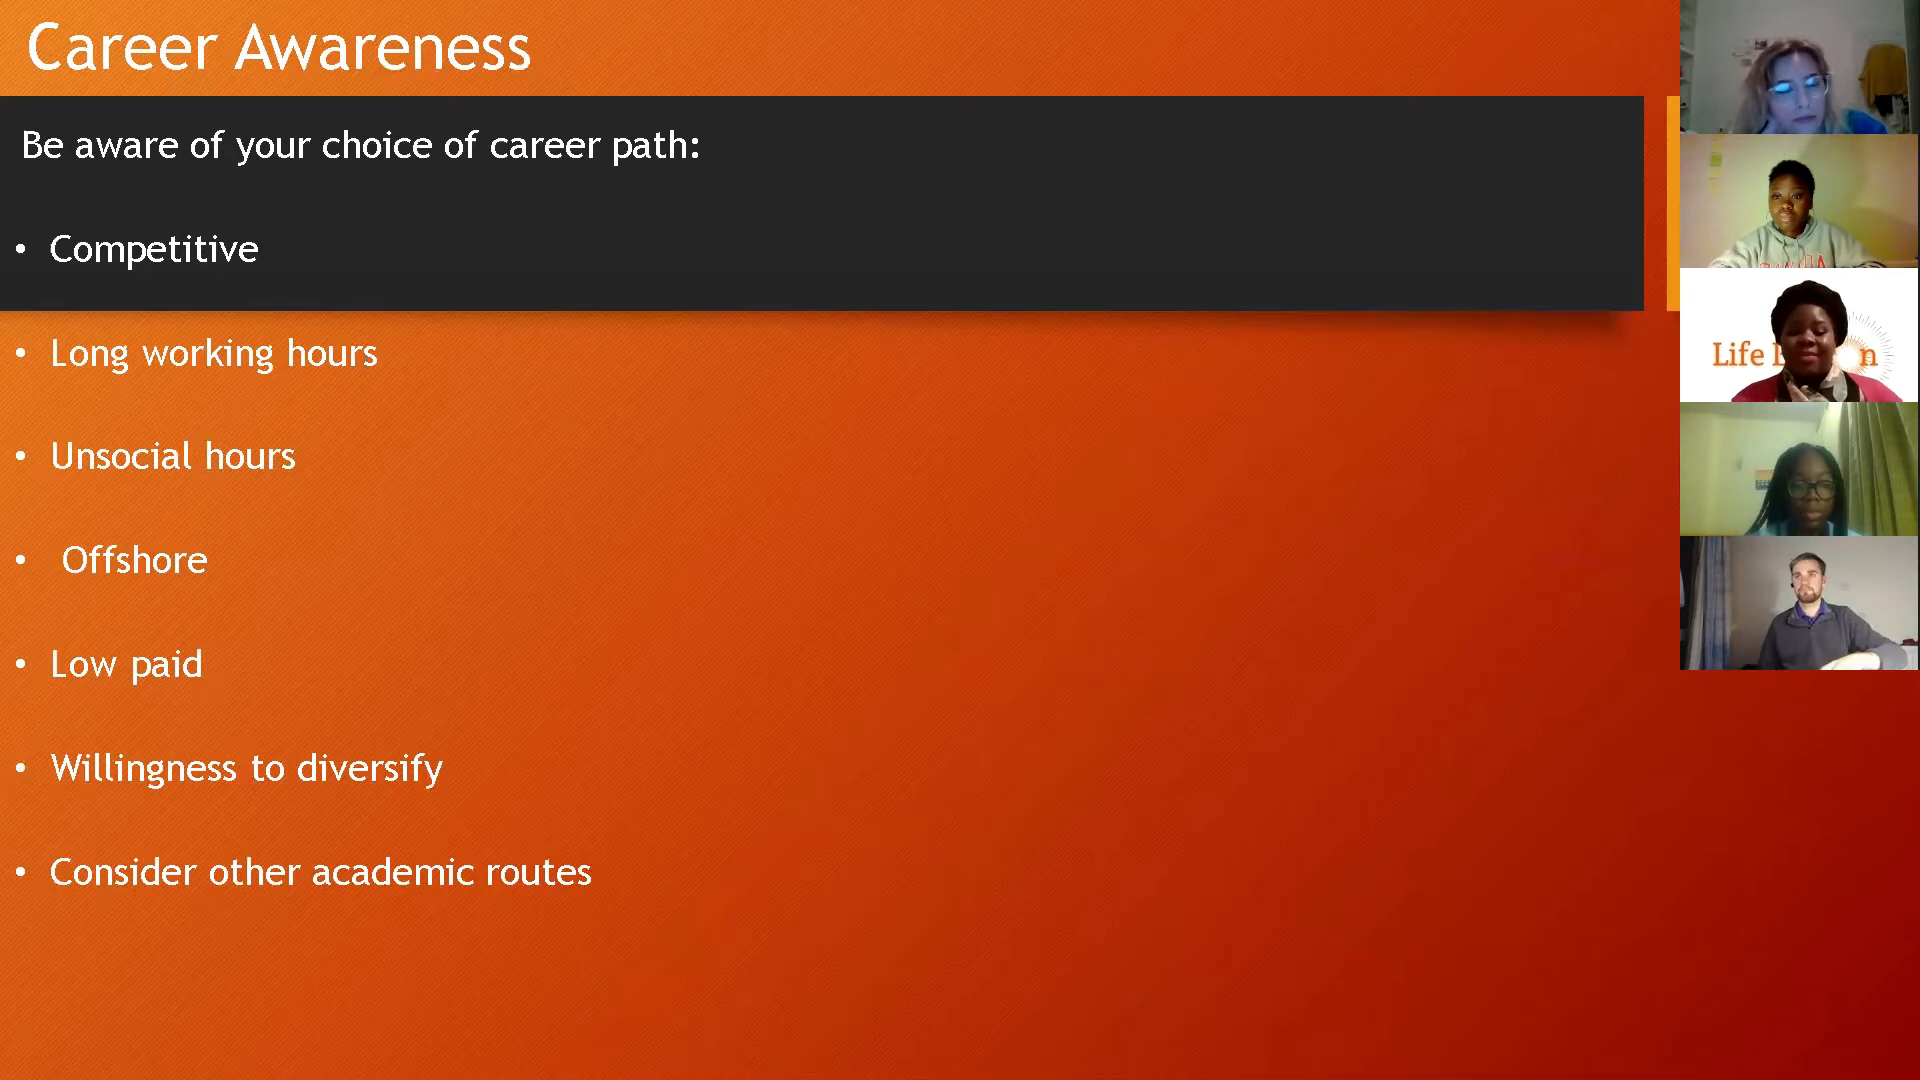 Career Awareness
Be aware of your choice of career path:
• Competitive
• Long working hours
• Unsocial hours
• Offshore
• Low paid
• Willingness to diversify
• Consider other academic routes
Life